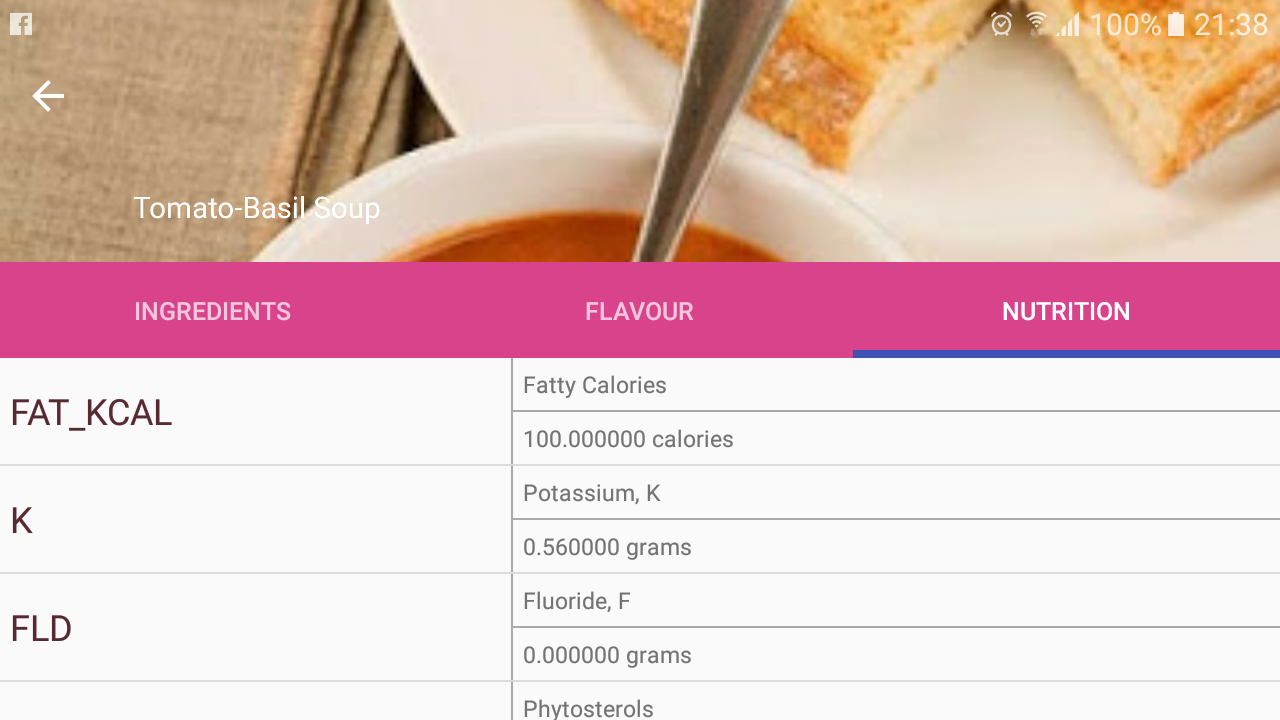 100% 21:38
Tomato-Basil Soup
INGREDIENTS FLAVOUR NUTRITION
FAT_KCAL
Fatty Calories
100.000000 calories
K
Potassium, K
0.560000 grams
FLD
Fluoride, F
0.000000 grams
Phytosterols